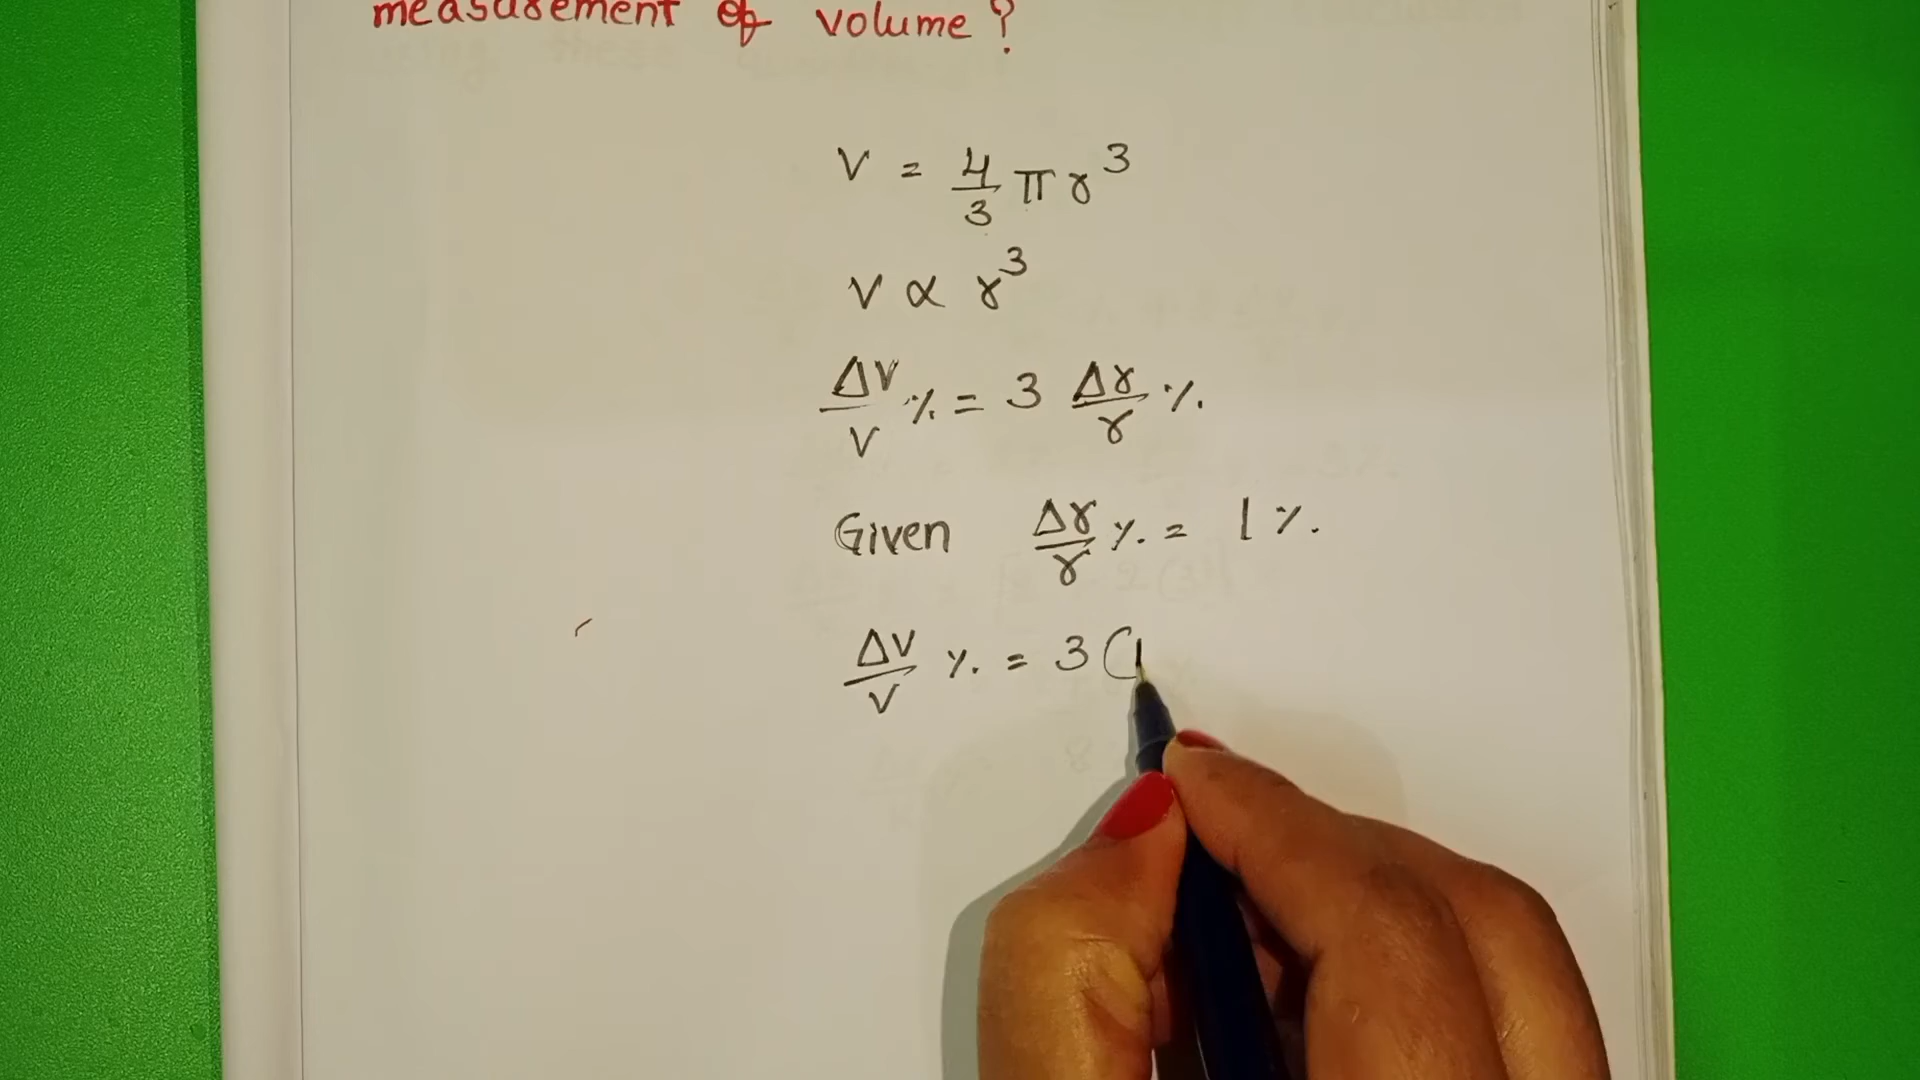 measurement of volume?
V = 4/3 π r³
V ∝ r³
ΔV/V % = 3 Δr/r %
Given Δr/r % = 1 %
ΔV/V % = 3 (1